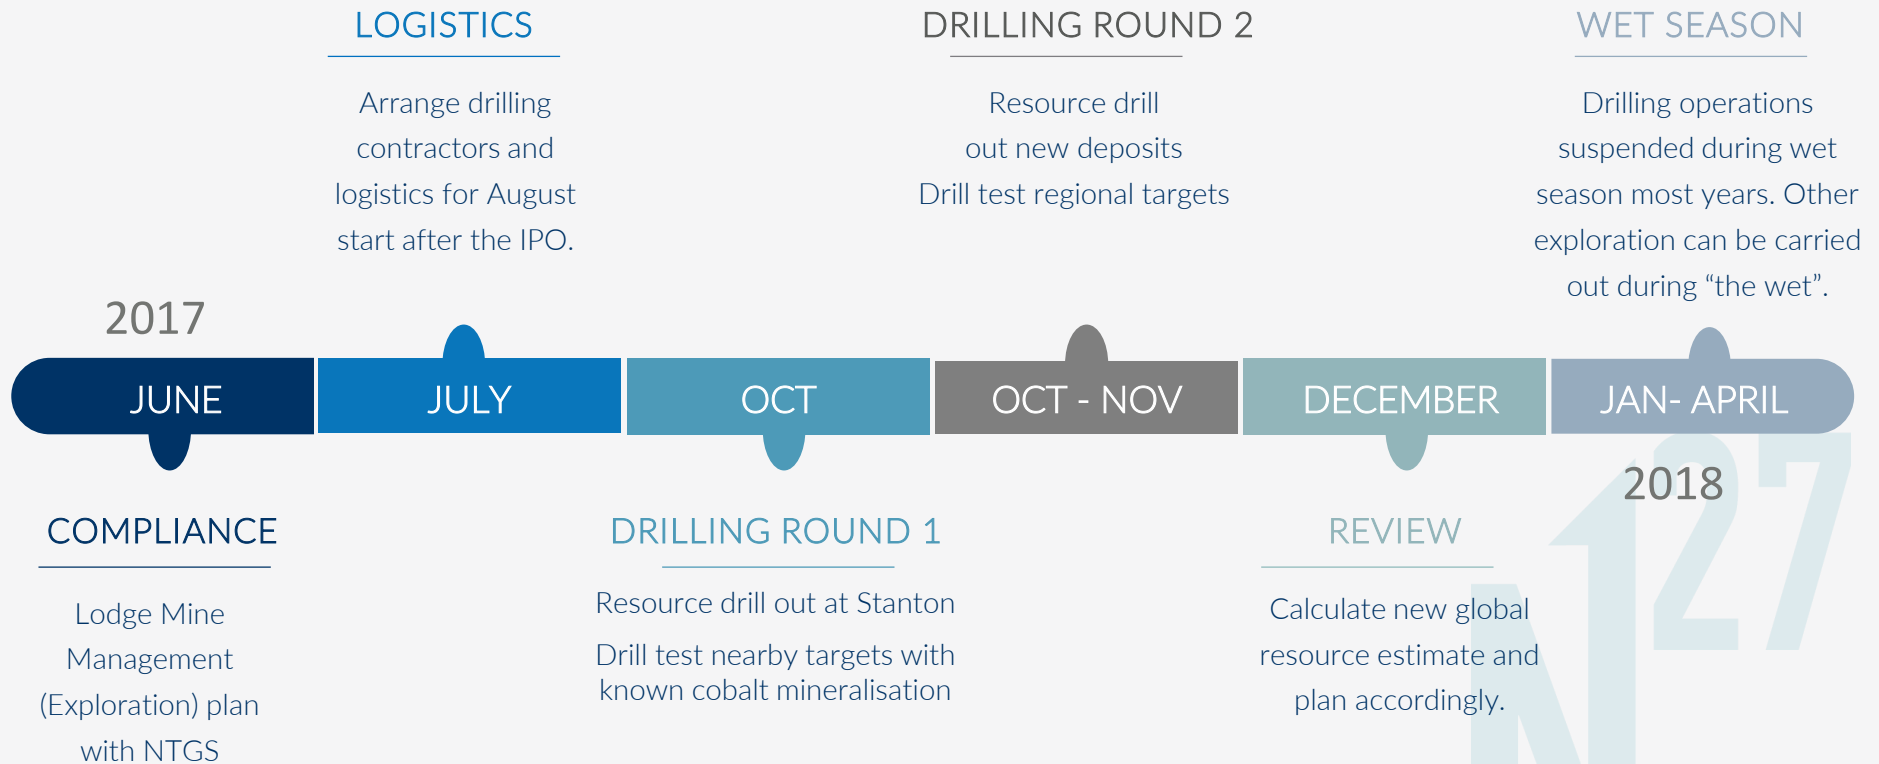 LOGISTICS
Arrange drilling
contractors and
logistics for August
start after the IPO.
DRILLING ROUND 2
Resource drill
out new deposits
Drill test regional targets
WET SEASON
Drilling operations
suspended during wet
season most years. Other
exploration can be carried
out during “the wet”.
2017
JUNE
JULY
OCT
OCT - NOV
DECEMBER
JAN- APRIL
2018
COMPLIANCE
Lodge Mine
Management
(Exploration) plan
with NTGS
DRILLING ROUND 1
Resource drill out at Stanton
Drill test nearby targets with
known cobalt mineralisation
REVIEW
Calculate new global
resource estimate and
plan accordingly.
27
N